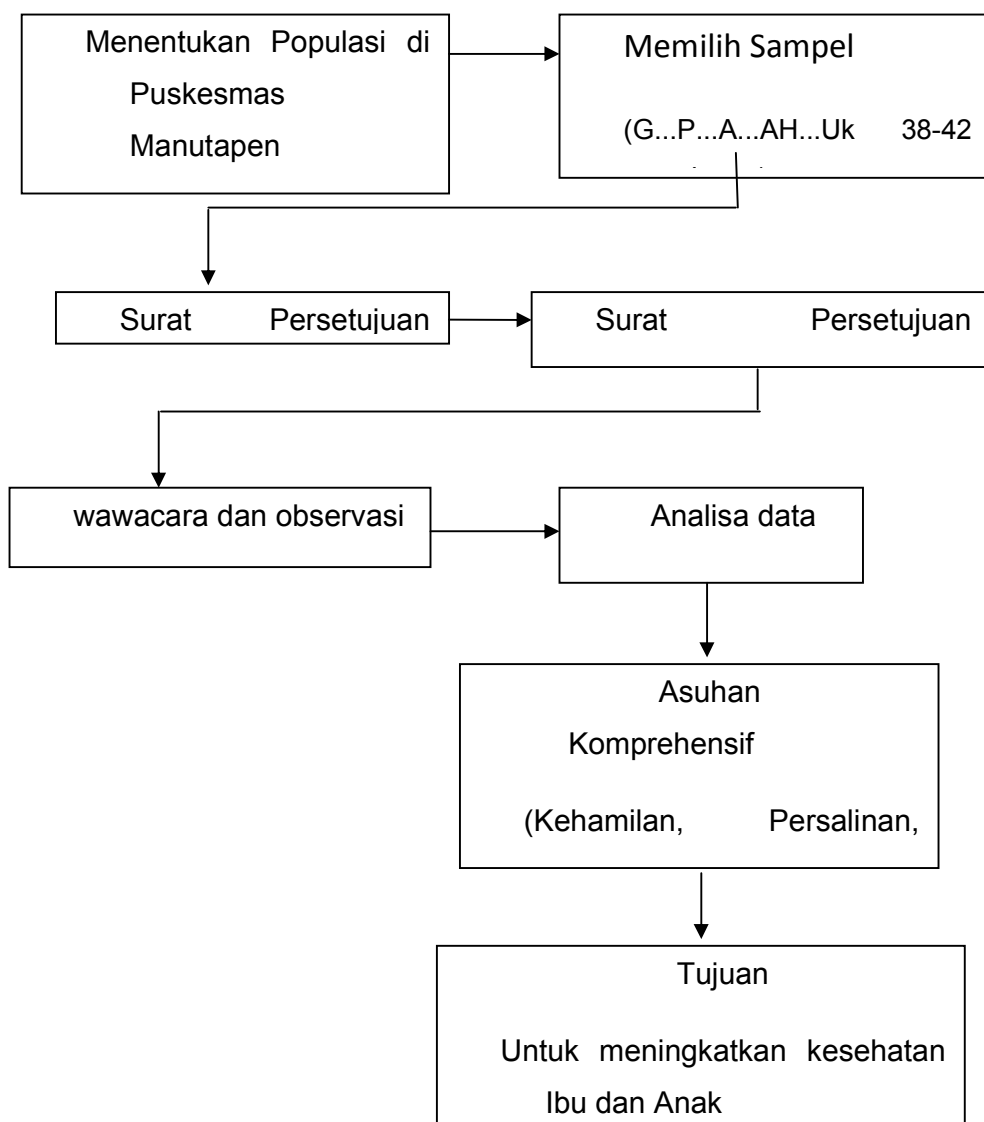 Menentukan Populasi di
Puskesmas
Manutapen
Memilih Sampel
(G...P...A...AH...Uk 38-42
Surat Persetujuan
Surat Persetujuan
wawacara dan observasi
Analisa data
Asuhan
Komprehensif
(Kehamilan, Persalinan,
Tujuan
Untuk meningkatkan kesehatan
Ibu dan Anak